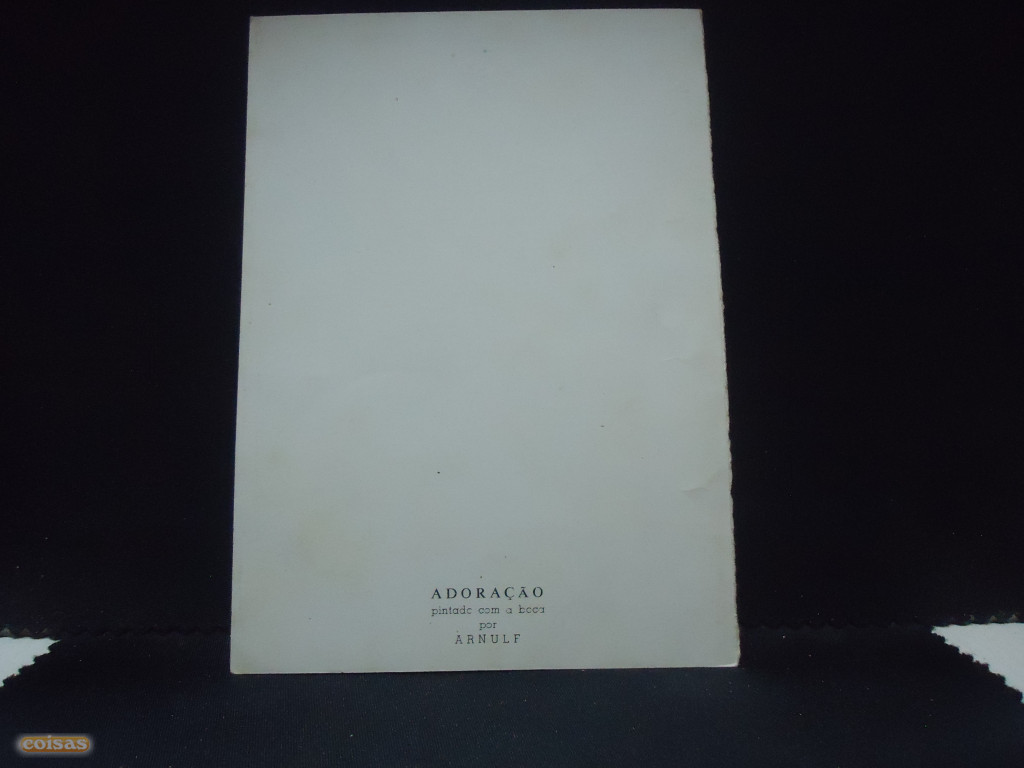 ADORAÇÃO
pintado com a boca
por
ARNULF
coisas